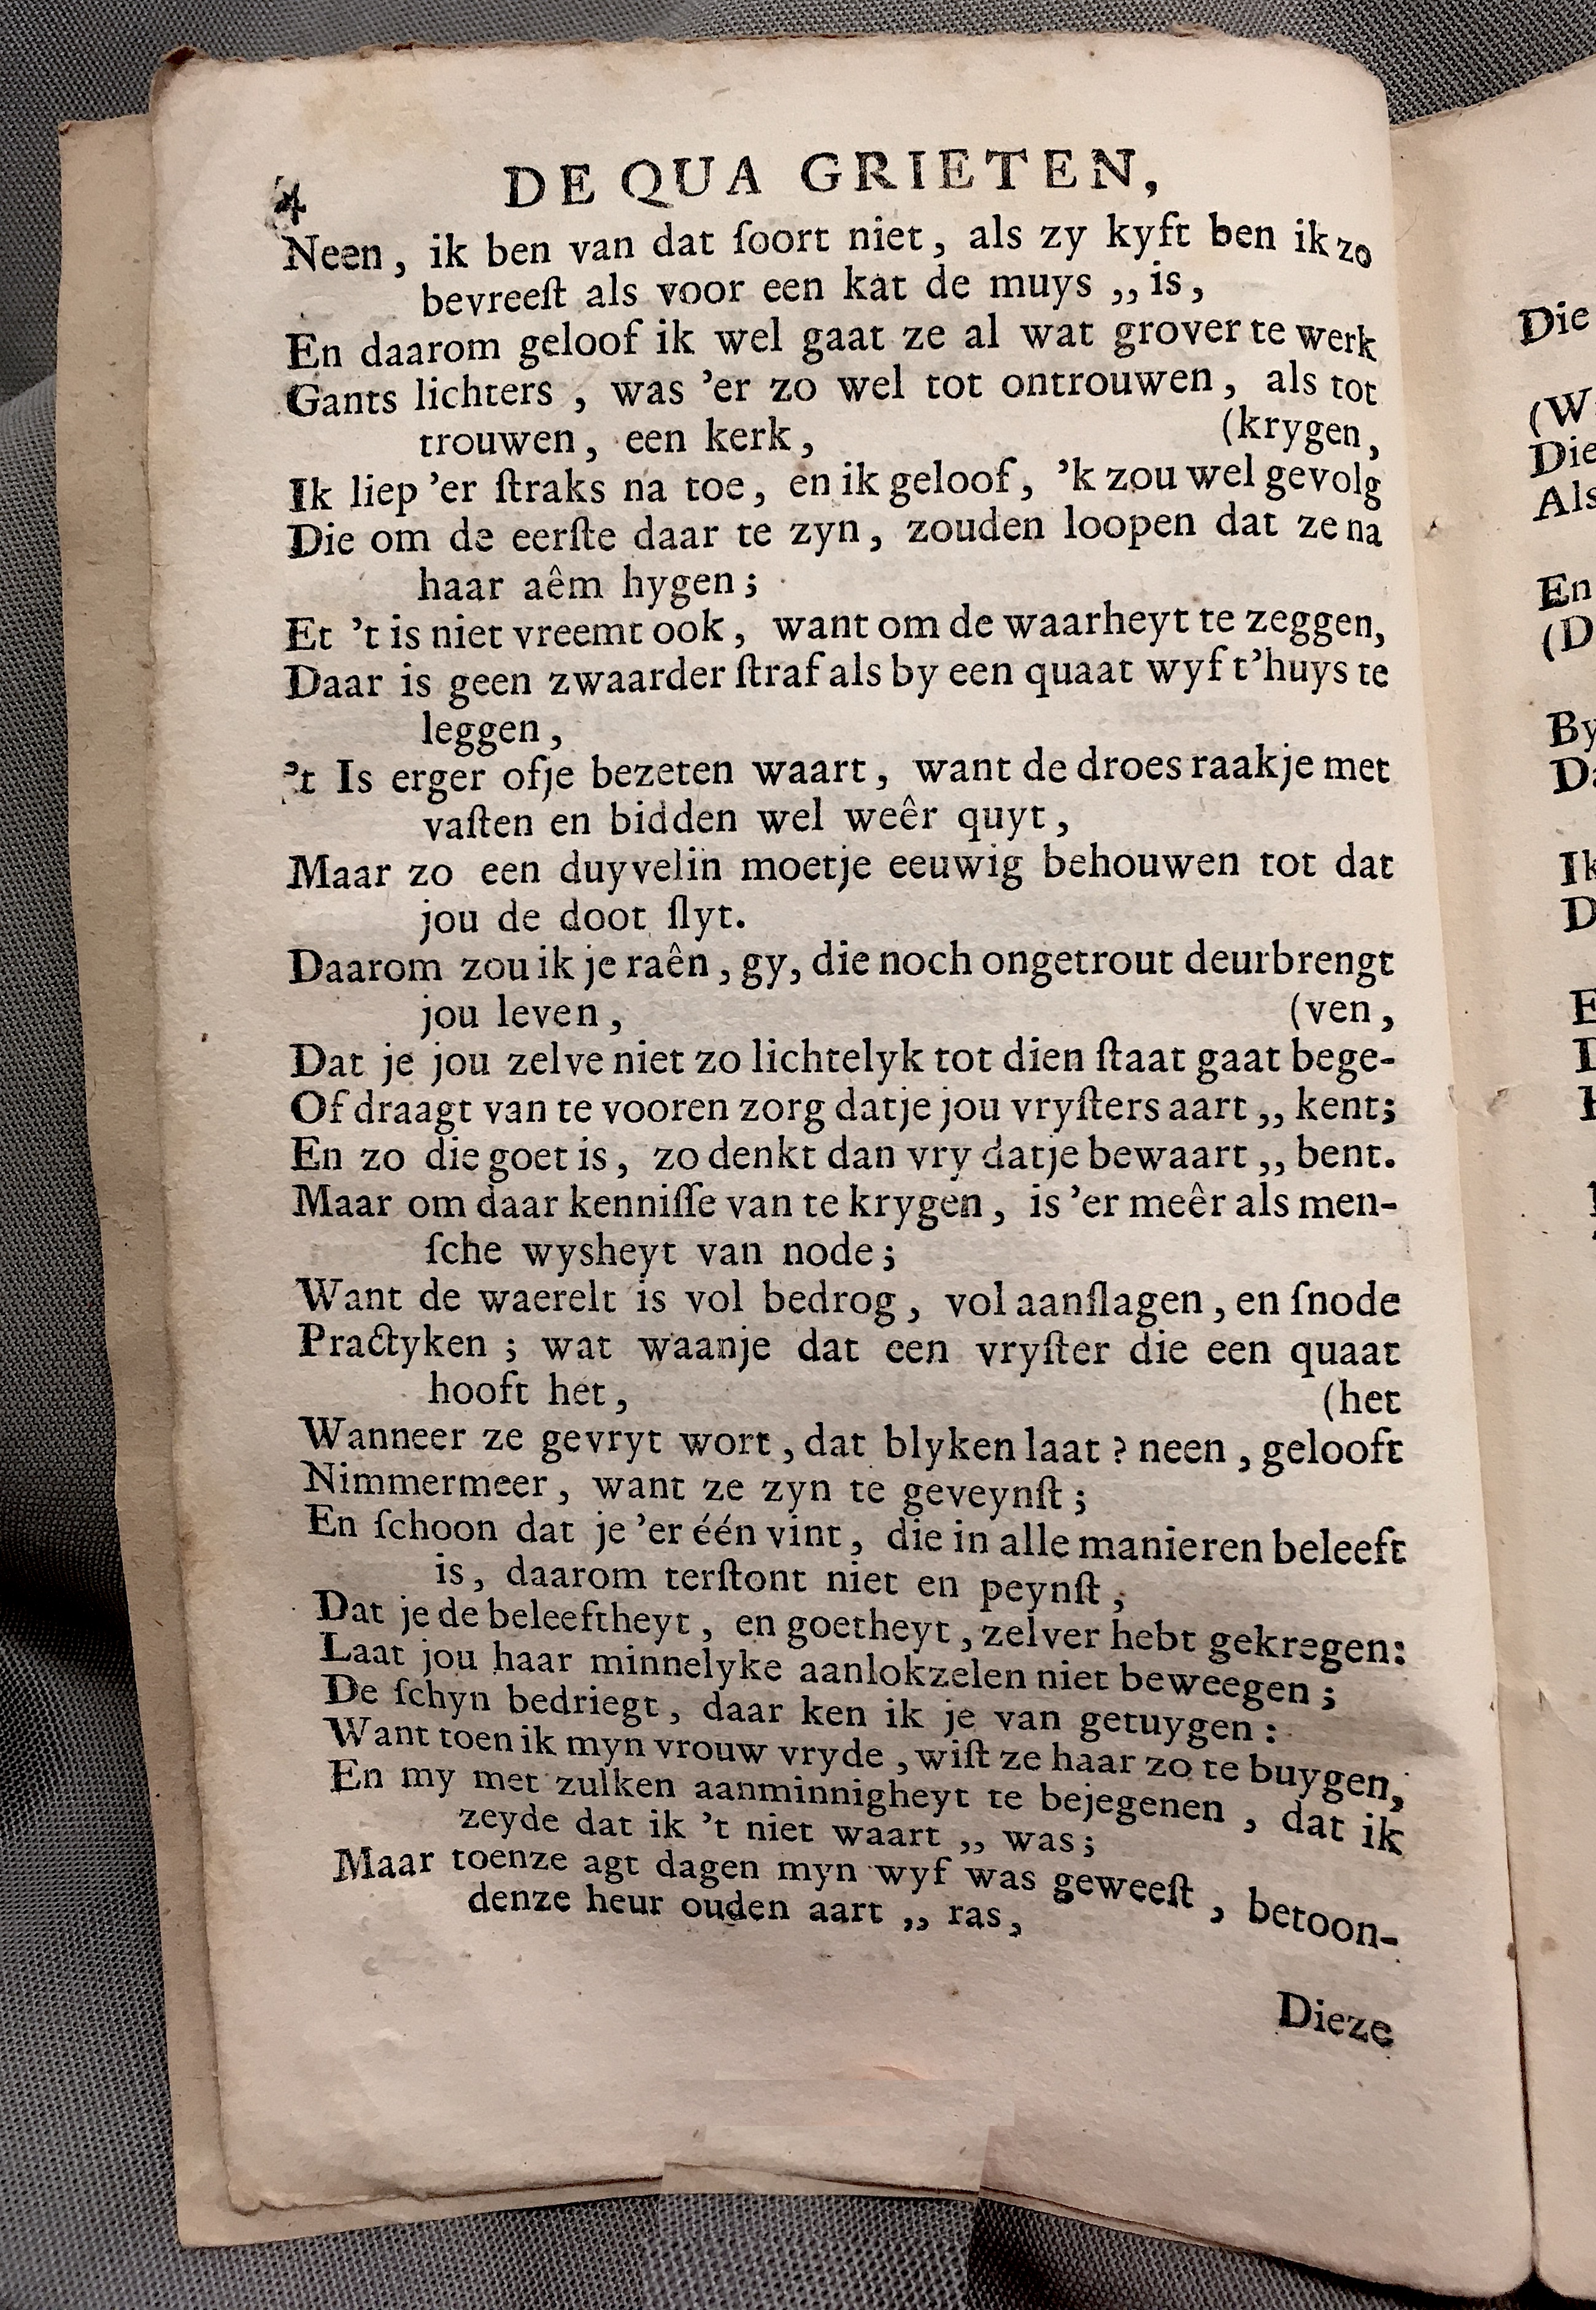 4 DE QUA GRIETEN,
Neen, ik ben van dat ſoort niet, als zy kyft ben ik zo
bevreeſt als voor een kat de muys ,, is,
En daarom geloof ik wel gaat ze al wat grover te werk
Gants lichters, was 'er zo wel tot ontrouwen, als tot
trouwen, een kerk, (krygen,
Ik liep 'er ſtraks na toe, en ik geloof, 'k zou wel gevolg
Die om de eerſte daar te zyn, zouden loopen dat ze na
haar aêm hygen;
Et 't is niet vreemt ook, want om de waarheyt te zeggen,
Daar is geen zwaarder ſtraf als by een quaat wyf t'huys te
leggen,
't Is erger ofje bezeten waart, want de droes raakje met
vaſten en bidden wel weêr quyt,
Maar zo een duyvelin moetje eeuwig behouwen tot dat
jou de doot ſlyt.
Daarom zou ik je raên, gy, die noch ongetrout deurbrengt
jou leven, (ven,
Dat je jou zelve niet zo lichtelyk tot dien ſtaat gaat bege-
Of draagt van te vooren zorg datje jou vryſters aart ,, kent;
En zo die goet is, zo denkt dan vry datje bewaart ,, bent.
Maar om daar kenniſſe van te krygen, is 'er meêr als men-
ſche wysheyt van node;
Want de waerelt is vol bedrog, vol aanſlagen, en ſnode
Practyken; wat waanje dat een vryſter die een quaat
hooft het, (het
Wanneer ze gevryt wort, dat blyken laat? neen, gelooft
Nimmermeer, want ze zyn te geveynſt;
En ſchoon dat je 'er één vint, die in alle manieren beleeft
is, daarom terſtont niet en peynſt,
Dat je de beleeftheyt, en goetheyt, zelver hebt gekregen:
Laat jou haar minnelyke aanlokzelen niet beweegen;
De ſchyn bedriegt, daar ken ik je van getuygen:
Want toen ik myn vrouw vryde, wiſt ze haar zo te buygen,
En my met zulken aanminnigheyt te bejegenen, dat ik
zeyde dat ik 't niet waart ,, was;
Maar toenze agt dagen myn wyf was geweeſt, betoon-
denze heur ouden aart ,, ras,
Dieze
Die
(W
Die
Als
En
(D
By
Da
Ik
D
E